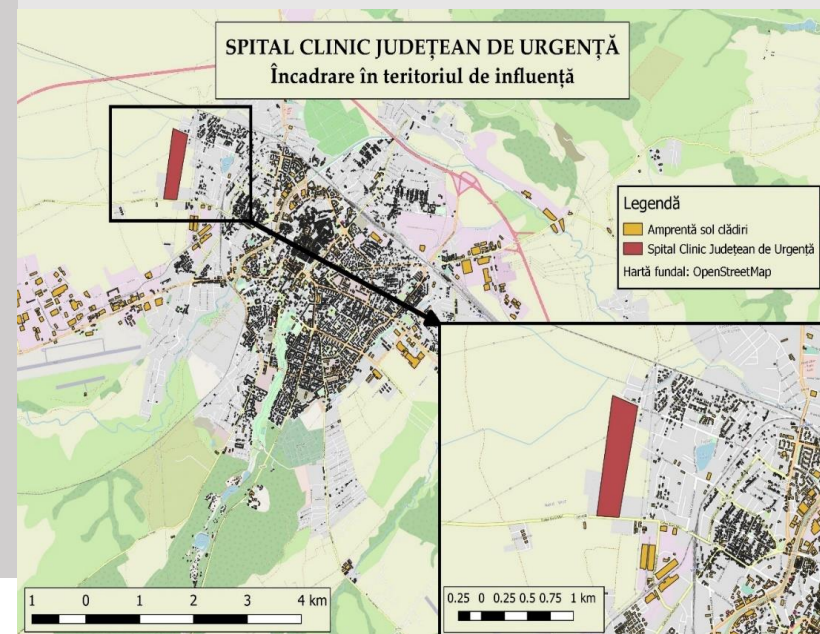 SPITAL CLINIC JUDEȚEAN DE URGENȚĂ
Încadrare în teritoriul de influență
Legendă
Amprentă sol clădiri
Spital Clinic Județean de Urgență
Hartă fundal: OpenStreetMap
1 0 1 2 3 4 km
0.25 0 0.25 0.5 0.75 1 km